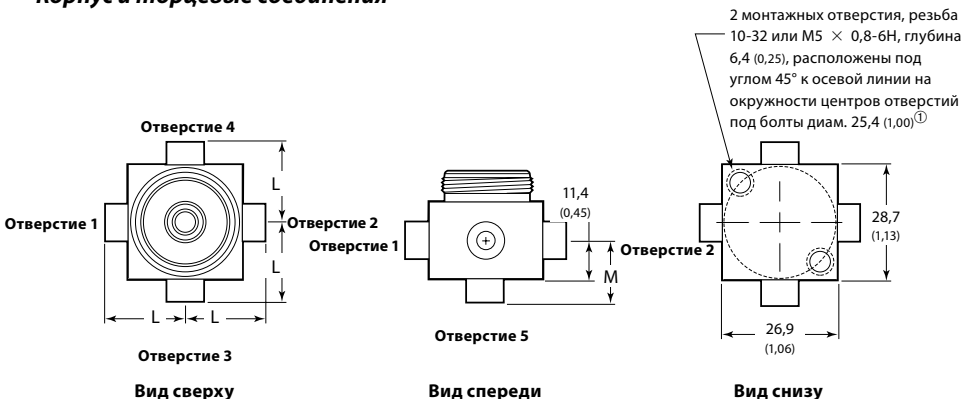 Корпус и торцевые соединения
2 монтажных отверстия, резьба
10-32 или M5 × 0,8-6H, глубина
6,4 (0,25), расположены под
углом 45° к осевой линии на
окружности центров отверстий
под болты диам. 25,4 (1,00)①
Отверстие 4
L
Отверстие 1
Отверстие 2
L
L
L
Отверстие 3
Вид сверху
11,4
(0,45)
Отверстие 1
Отверстие 2
M
Отверстие 5
Вид спереди
28,7
(1,13)
26,9
(1,06)
Вид снизу